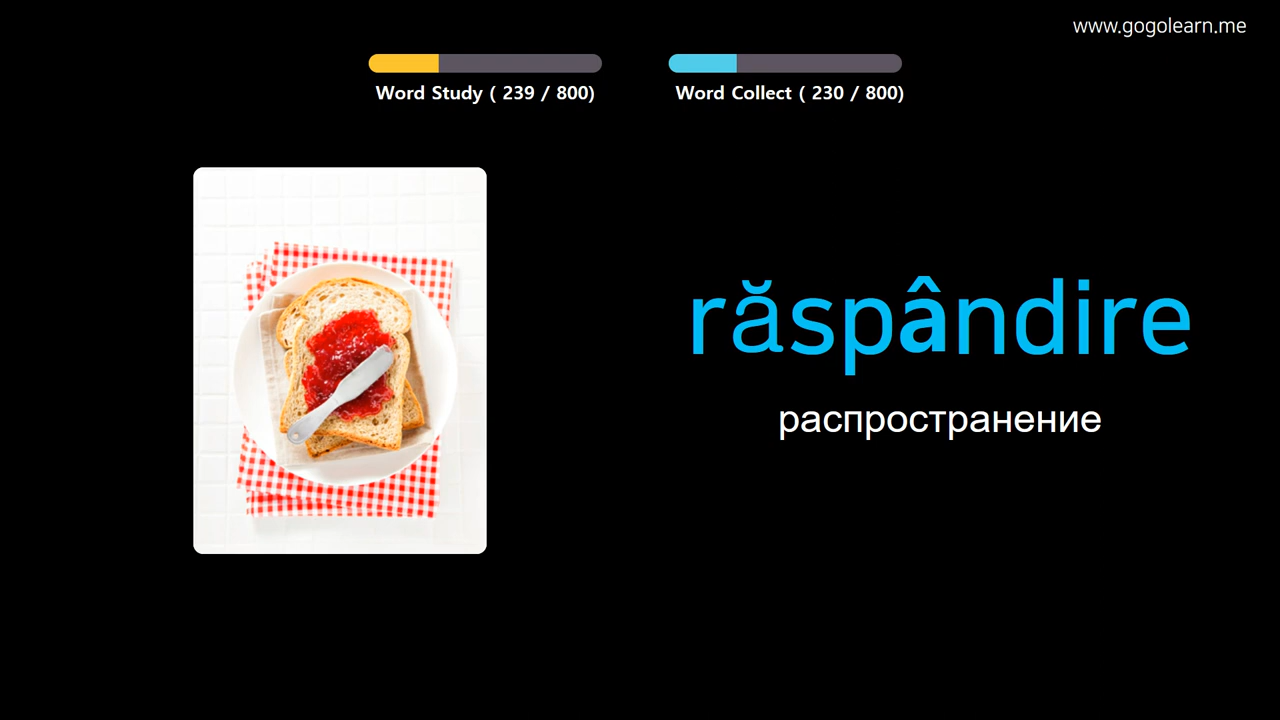 www.gogolearn.me
Word Study ( 239 / 800)
Word Collect ( 230 / 800)
răspândire
распространение